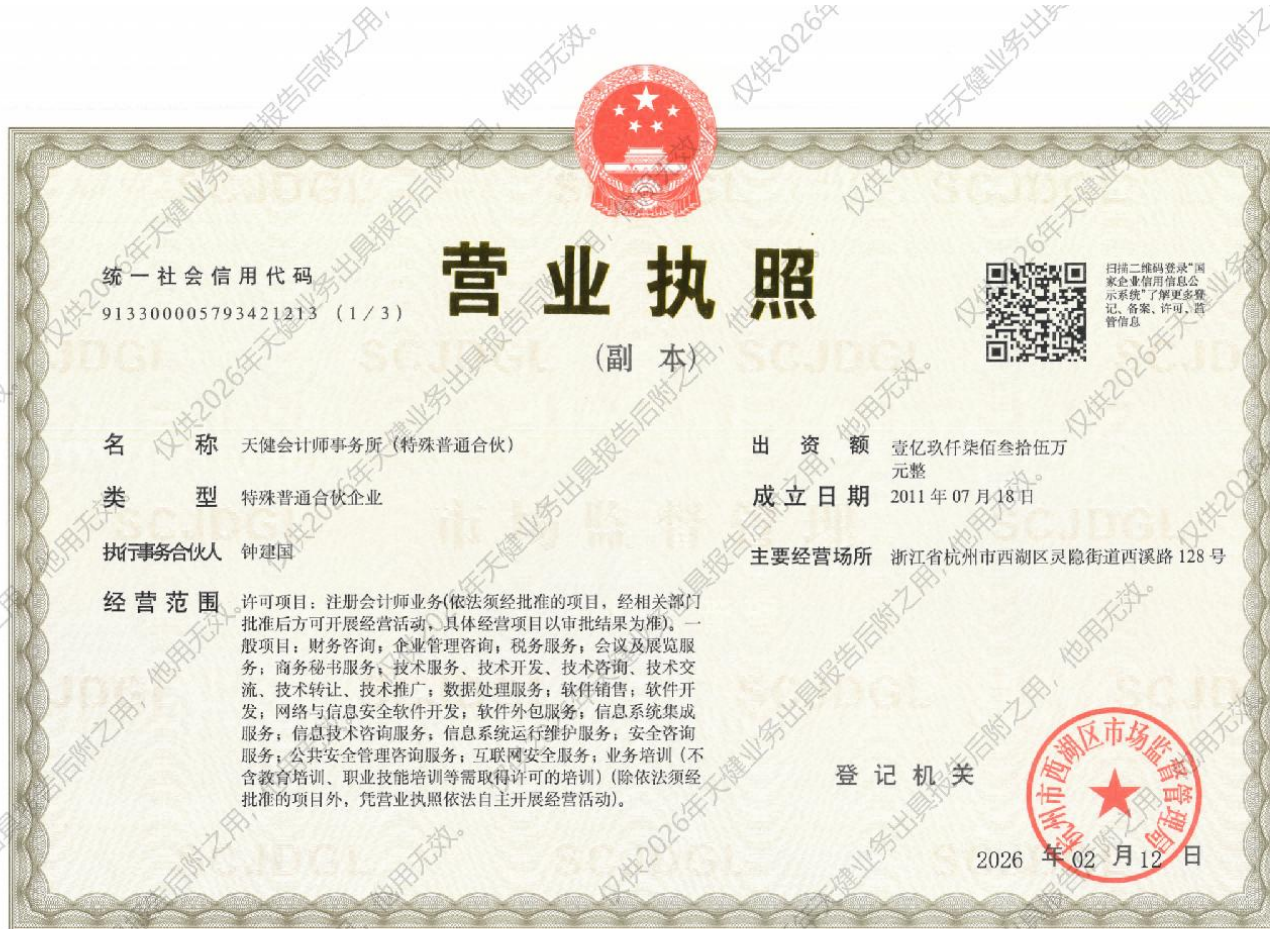 营业执照
(副 本)
统一社会信用代码
913300005793421213 (1/3)
扫描二维码登录"国
家企业信用信息公
示系统"了解更多登
记、备案、许可、监
管信息
名 称 天健会计师事务所（特殊普通合伙）
类 型 特殊普通合伙企业
执行事务合伙人 钟建国
经营范围 许可项目：注册会计师业务(依法须经批准的项目，经相关部门
批准后方可开展经营活动，具体经营项目以审批结果为准)。一
般项目：财务咨询；企业管理咨询；税务服务；会议及展览服
务；商务秘书服务；技术服务、技术开发、技术咨询、技术交
流、技术转让、技术推广；数据处理服务；软件销售；软件开
发；网络与信息安全软件开发；软件外包服务；信息系统集成
服务；信息技术咨询服务；信息系统运行维护服务；安全咨询
服务；公共安全管理咨询服务；互联网安全服务；业务培训（不
含教育培训、职业技能培训等需取得许可的培训）(除依法须经
批准的项目外，凭营业执照依法自主开展经营活动)。
出 资 额 壹亿玖仟柒佰叁拾伍万
元整
成立日期 2011年07月18日
主要经营场所 浙江省杭州市西湖区灵隐街道西溪路128号
登记机关
杭州市西湖区市场监督管理局
2026 年 02 月 12 日
仅供2026年天健业务出具报告后附之用，他用无效。
SCJDGL
市场监督管理